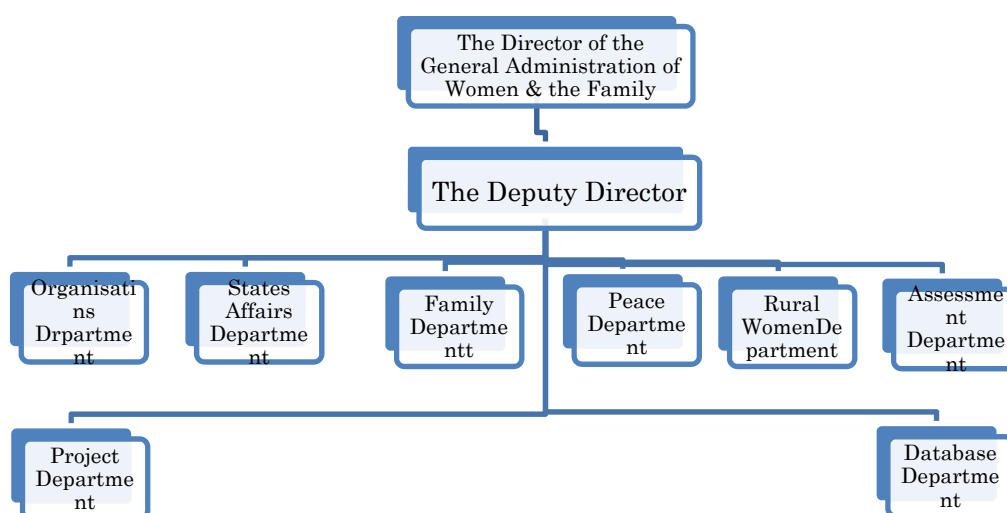 The Director of the
General Administration of
Women & the Family
The Deputy Director
Organisati
ns
Drpartme
nt
States
Affairs
Department
Family
Departme
ntt
Peace
Departme
nt
Rural
WomenDe
partment
Assessme
nt
Departme
nt
Project
Departme
nt
Database
Departme
nt